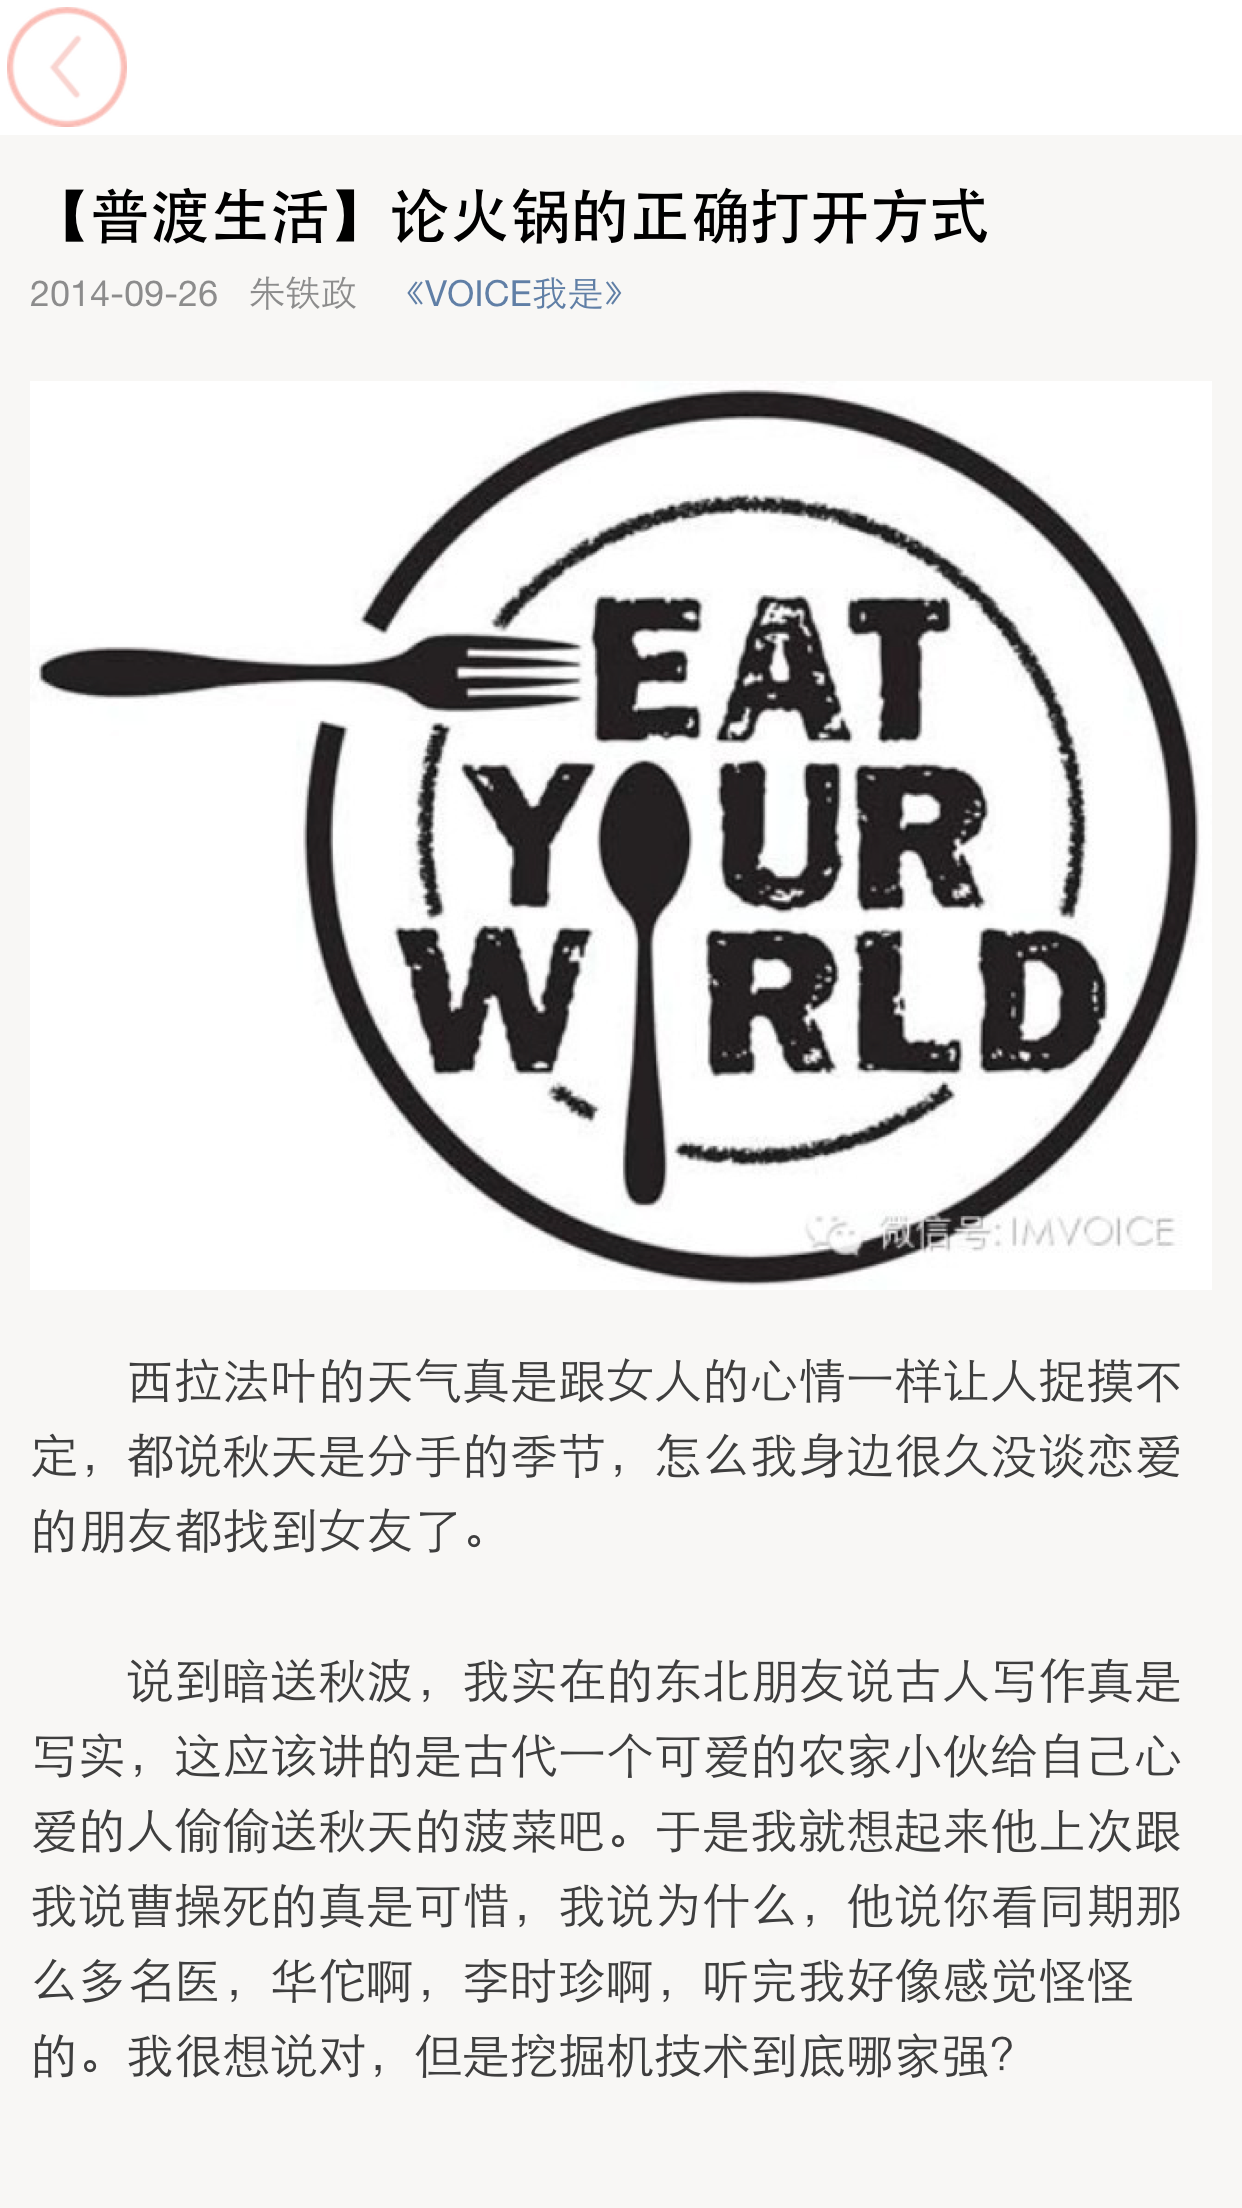 【普渡生活】论火锅的正确打开方式
2014-09-26 朱铁政 《VOICE我是》
EAT
YOUR
WORLD
微信号: IMVOICE
西拉法叶的天气真是跟女人的心情一样让人捉摸不
定，都说秋天是分手的季节，怎么我身边很久没谈恋爱
的朋友都找到女友了。
说到暗送秋波，我实在的东北朋友说古人写作真是
写实，这应该讲的是古代一个可爱的农家小伙给自己心
爱的人偷偷送秋天的菠菜吧。于是我就想起来他上次跟
我说曹操死的真是可惜，我说为什么，他说你看同期那
么多名医，华佗啊，李时珍啊，听完我好像感觉怪怪
的。我很想说对，但是挖掘机技术到底哪家强？